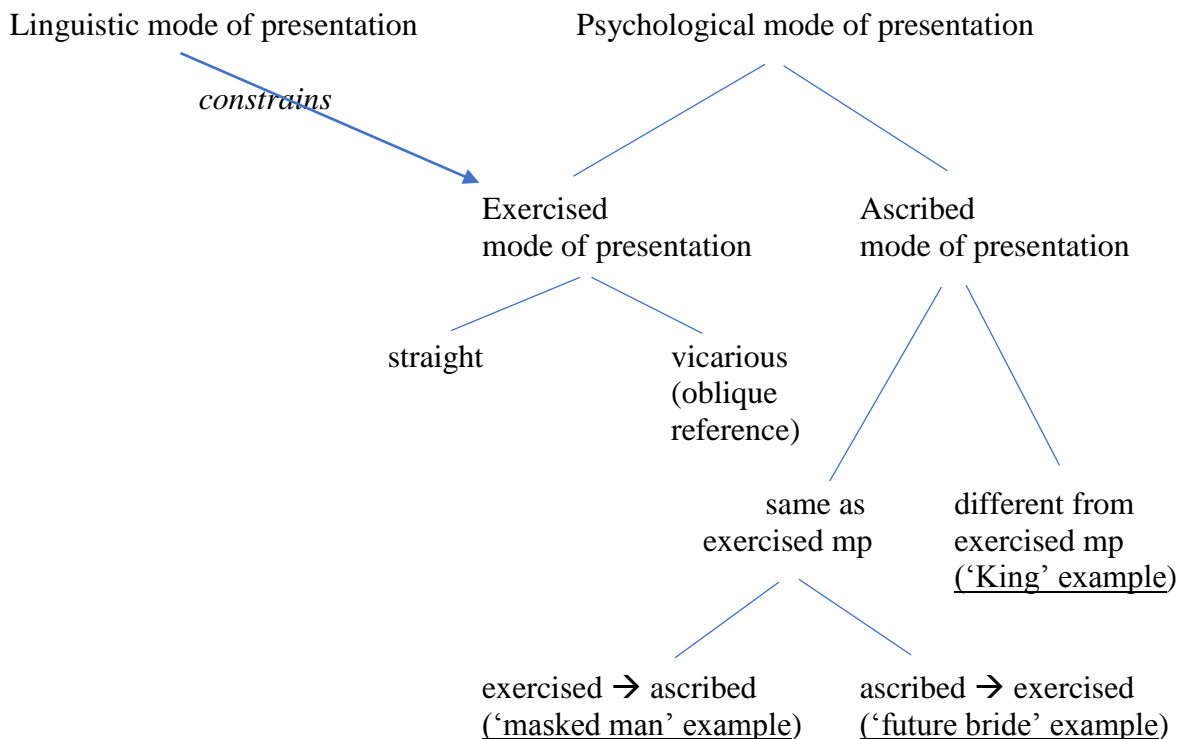 Linguistic mode of presentation
Psychological mode of presentation
constrains
Exercised
mode of presentation
Ascribed
mode of presentation
straight
vicarious
(oblique
reference)
same as
exercised mp
different from
exercised mp
(‘King’ example)
exercised → ascribed
(‘masked man’ example)
ascribed → exercised
(‘future bride’ example)